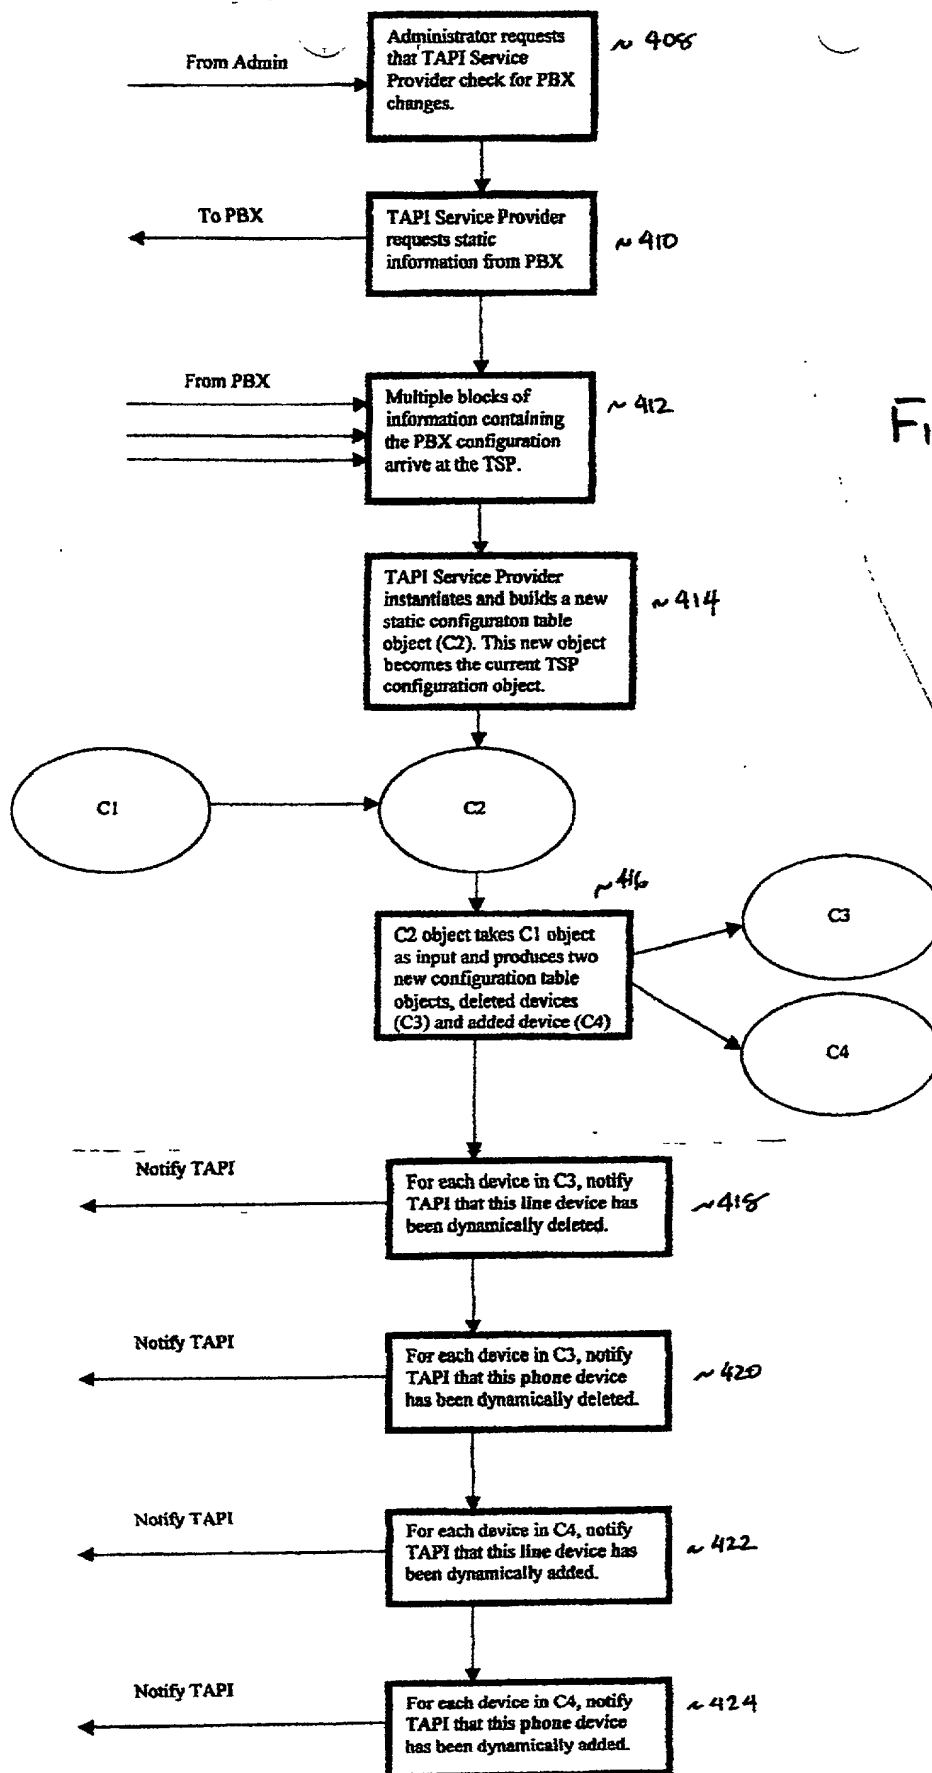 From Admin
Administrator requests
that TAPI Service
Provider check for PBX
changes.
~ 408
To PBX
TAPI Service Provider
requests static
information from PBX
~ 410
From PBX
Multiple blocks of
information containing
the PBX configuration
arrive at the TSP.
~ 412
TAPI Service Provider
instantiates and builds a new
static configuraton table
object (C2). This new object
becomes the current TSP
configuration object.
~ 414
C1
C2
~ 416
C2 object takes C1 object
as input and produces two
new configuration table
objects, deleted devices
(C3) and added device (C4)
C3
C4
Notify TAPI
For each device in C3, notify
TAPI that this line device has
been dynamically deleted.
~ 418
Notify TAPI
For each device in C3, notify
TAPI that this phone device
has been dynamically deleted.
~ 420
Notify TAPI
For each device in C4, notify
TAPI that this line device has
been dynamically added.
~ 422
Notify TAPI
For each device in C4, notify
TAPI that this phone device
has been dynamically added.
~ 424